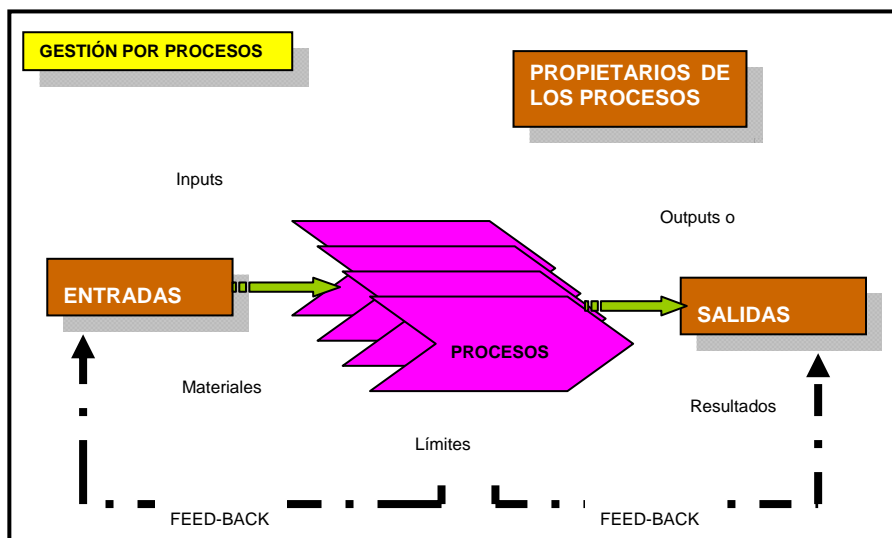 GESTIÓN POR PROCESOS
PROPIETARIOS DE
LOS PROCESOS
Inputs
Outputs o
ENTRADAS
SALIDAS
PROCESOS
Materiales
Resultados
Límites
FEED-BACK
FEED-BACK